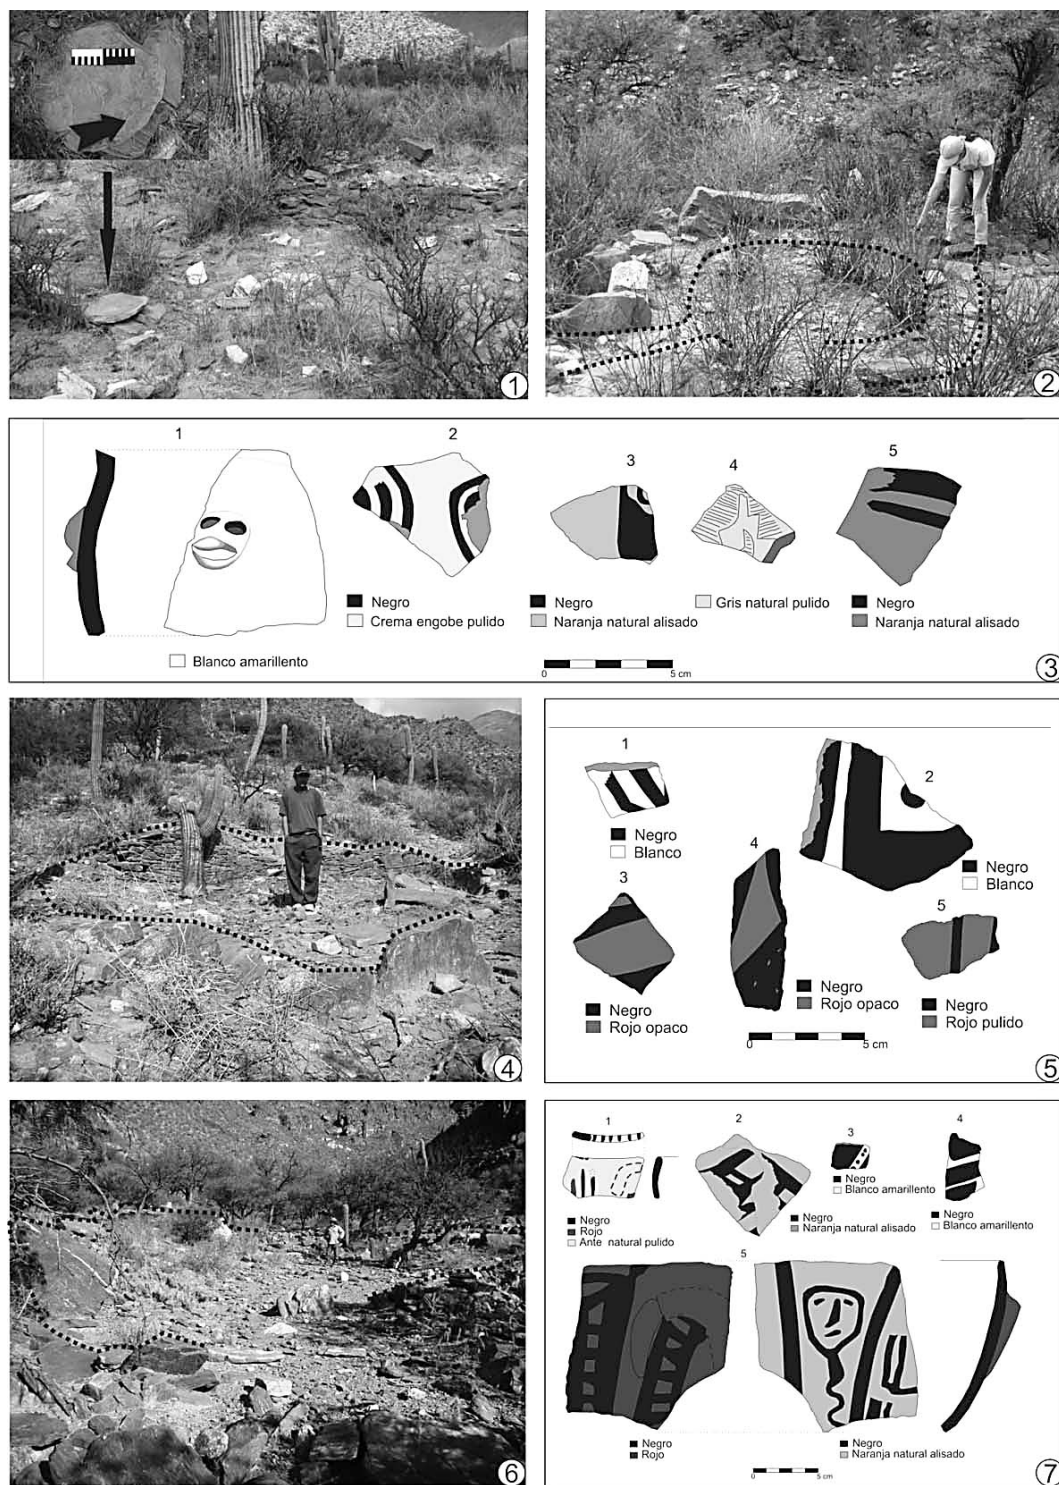 1
2
1
2
3
4
5
Negro
Crema engobe pulido
Negro
Naranja natural alisado
Gris natural pulido
Negro
Naranja natural alisado
Blanco amarillento
0
5 cm
3
4
1
Negro
Blanco
2
Negro
Blanco
3
Negro
Rojo opaco
4
Negro
Rojo opaco
5
Negro
Rojo pulido
0
5 cm
5
6
1
Negro
Rojo
Ante natural pulido
2
Negro
Naranja natural alisado
3
Negro
Blanco amarillento
4
Negro
Blanco amarillento
5
Negro
Rojo
Negro
Naranja natural alisado
0
5 cm
7